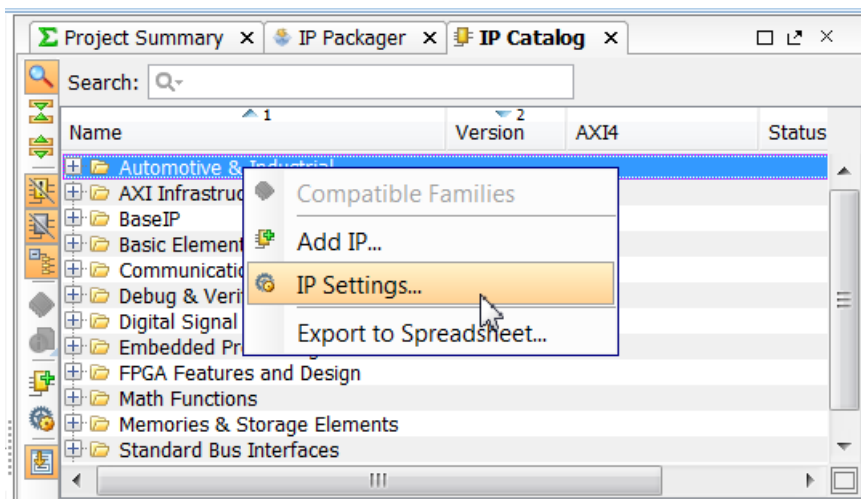 Project Summary IP Packager IP Catalog
Search:
1 2
Name Version AXI4 Status
Automotive & Industrial
AXI Infrastruc
Compatible Families
BaseIP
Basic Element
Add IP...
Communicatio
Debug & Veri
IP Settings...
Digital Signal
Embedded Pr
Export to Spreadsheet...
FPGA Features and Design
Math Functions
Memories & Storage Elements
Standard Bus Interfaces